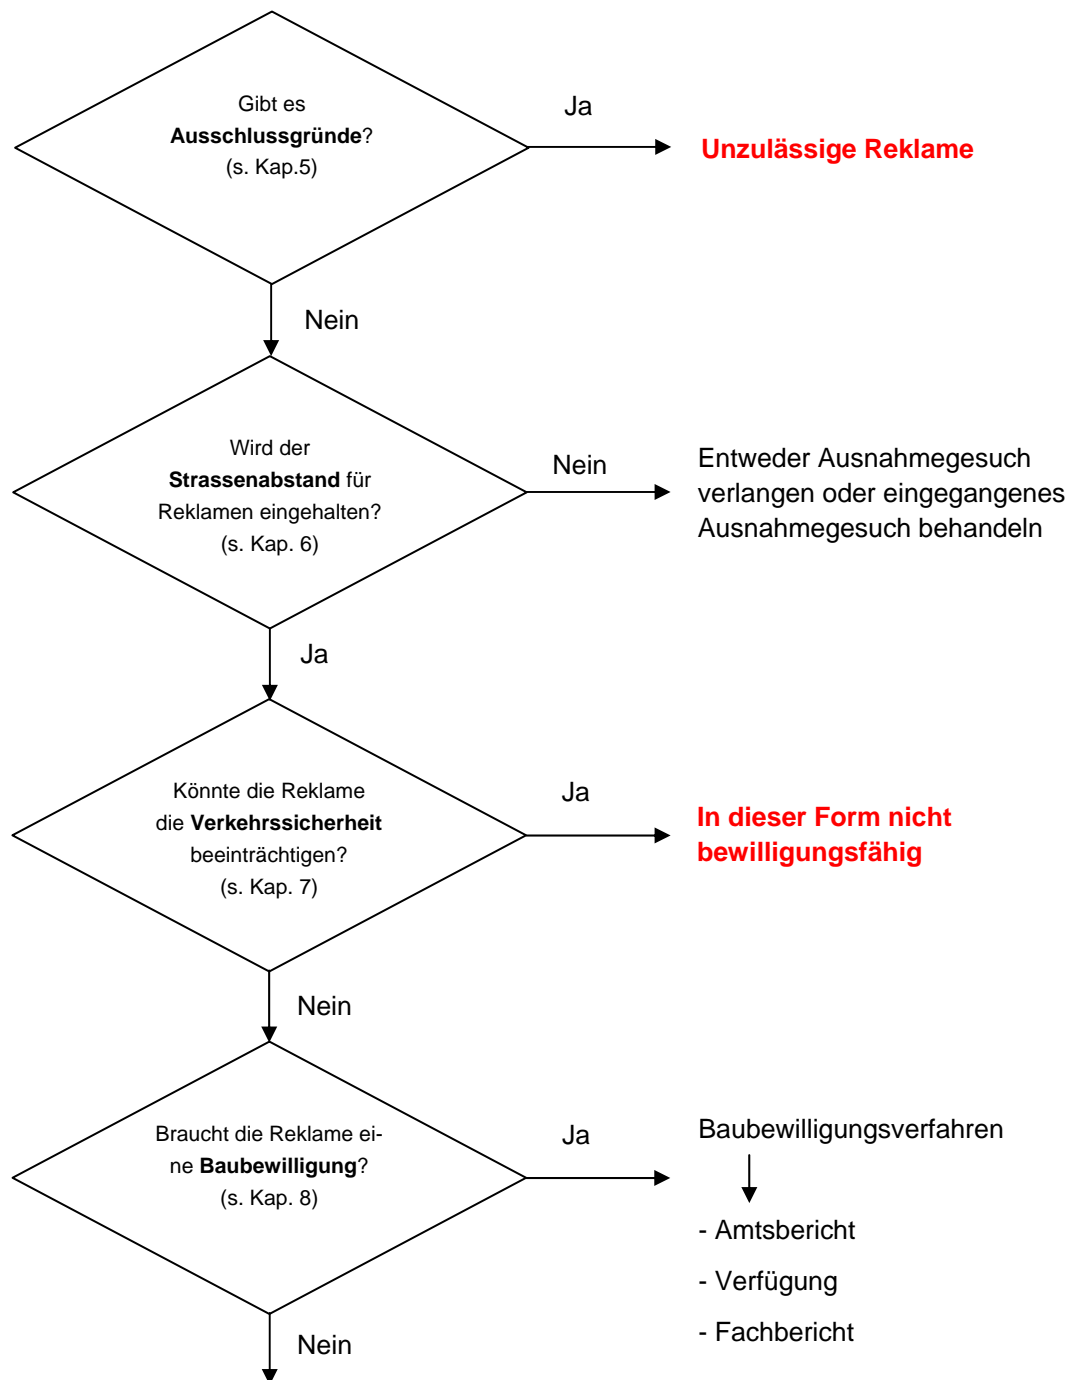 Gibt es
Ausschlussgründe?
(s. Kap.5)
Ja
Unzulässige Reklame
Nein
Wird der
Strassenabstand für
Reklamen eingehalten?
(s. Kap. 6)
Nein
Entweder Ausnahmegesuch
verlangen oder eingegangenes
Ausnahmegesuch behandeln
Ja
Könnte die Reklame
die Verkehrssicherheit
beeinträchtigen?
(s. Kap. 7)
Ja
In dieser Form nicht
bewilligungsfähig
Nein
Braucht die Reklame ei-
ne Baubewilligung?
(s. Kap. 8)
Ja
Baubewilligungsverfahren
- Amtsbericht
- Verfügung
- Fachbericht
Nein